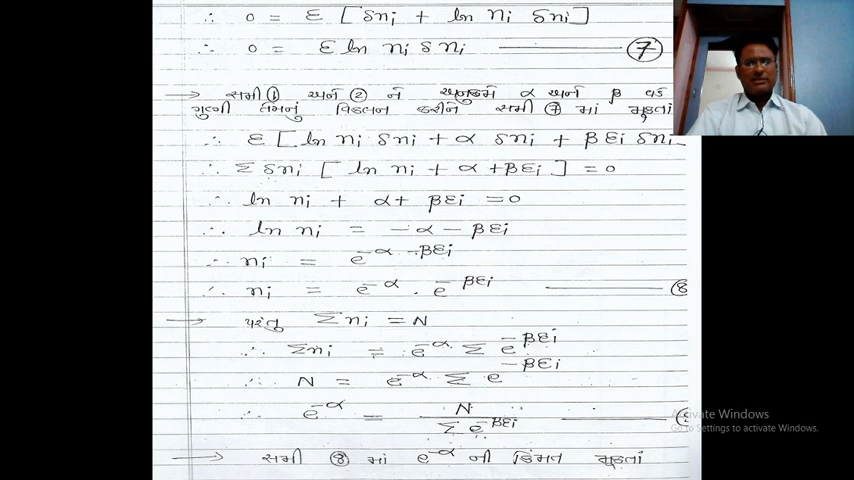 ∴ 0 = Σ [ δni + ln ni δni ]
∴ 0 = Σ ln ni δni ⑦
→ સમી ① અને ② ને અનુક્રમે α અને β વડે
ગુણી તેમનું વિકલન કરીને સમી ⑦ માં મૂકતાં
∴ Σ [ ln ni δni + α δni + βεi δni
∴ Σ δni [ ln ni + α + βεi ] = 0
∴ ln ni + α + βεi = 0
∴ ln ni = -α - βεi
∴ ni = e^-α -βεi
∴ ni = e^-α . e^-βεi ⑧
→ પરંતુ Σni = N
∴ Σni = e^-α Σ e^-βεi
∴ N = e^-α Σ e^-βεi
∴ e^-α = N / Σ e^-βεi
→ સમી ⑧ માં e^-α ની કિંમત મૂકતાં
Activate Windows
Go to Settings to activate Windows.